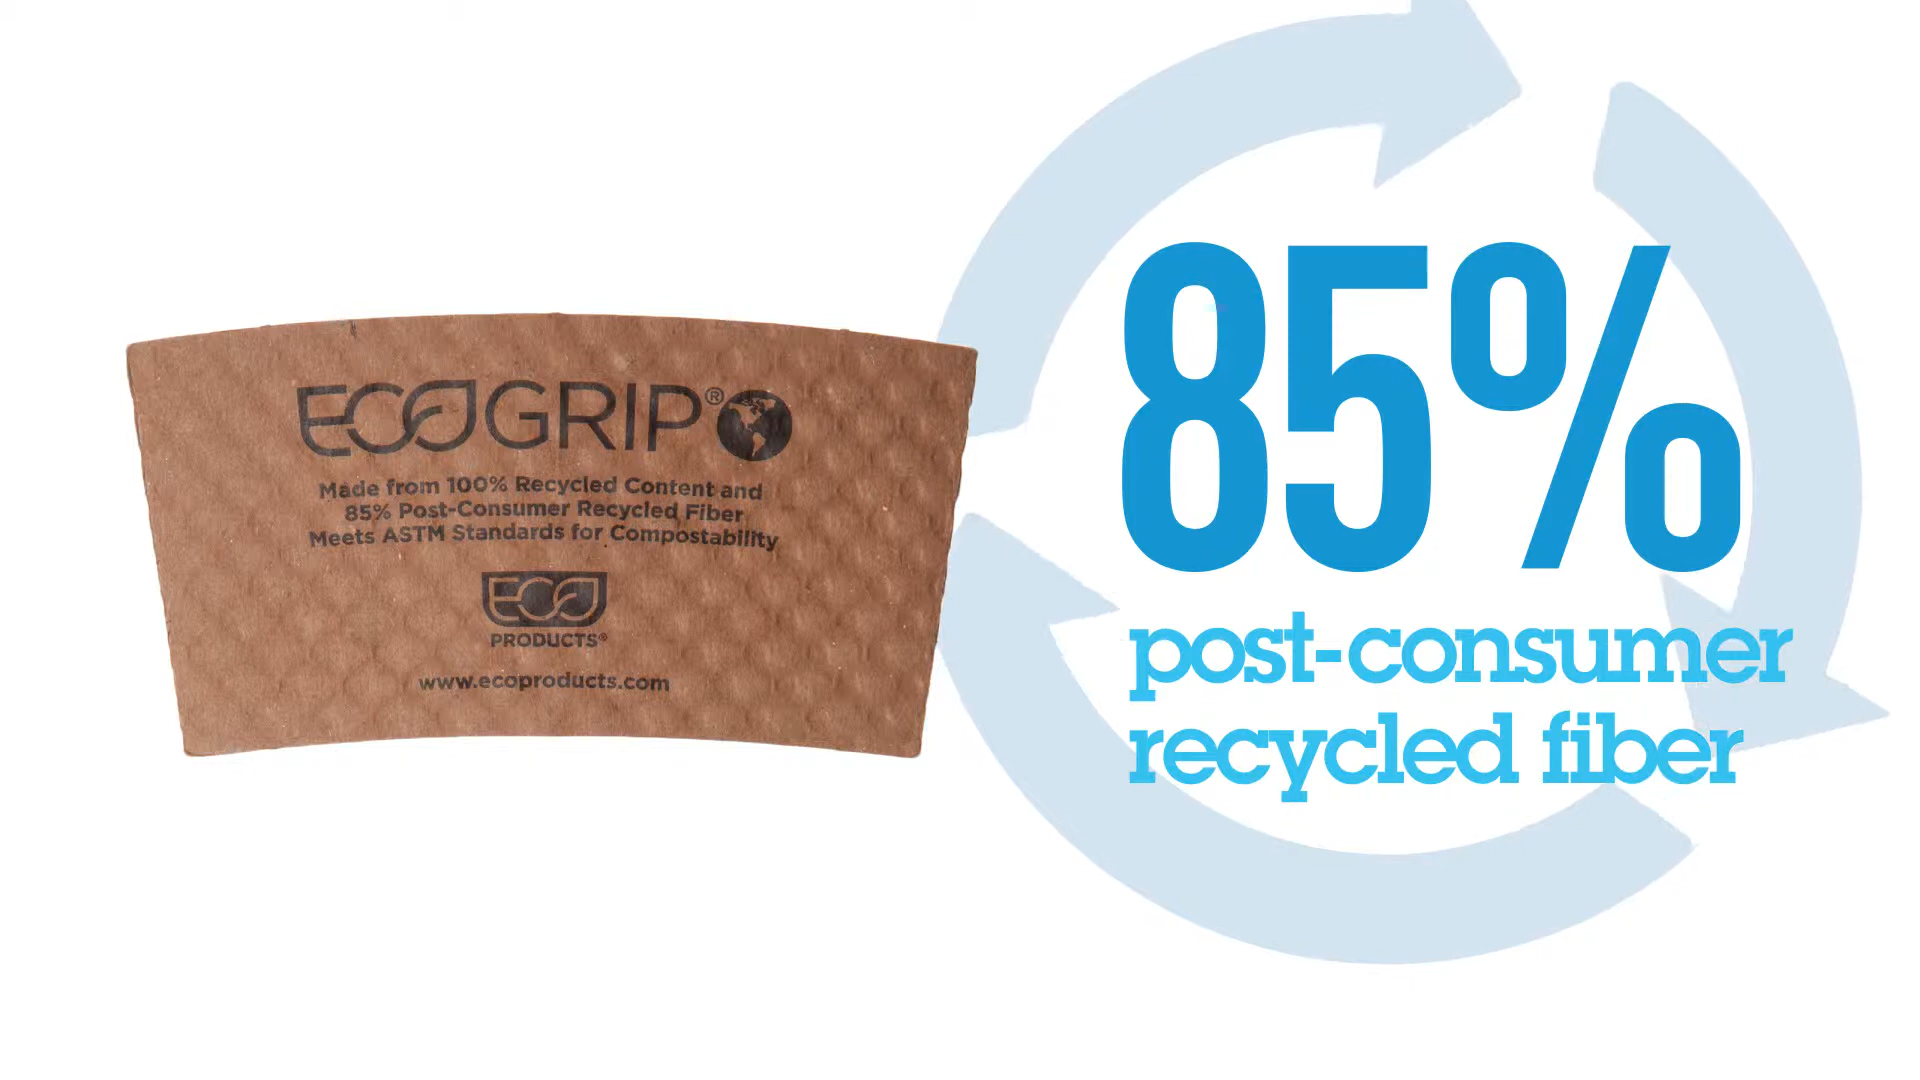 ECOGRIP®
Made from 100% Recycled Content and
85% Post-Consumer Recycled Fiber
Meets ASTM Standards for Compostability
ECO
PRODUCTS®
www.ecoproducts.com
85%
post-consumer
recycled fiber